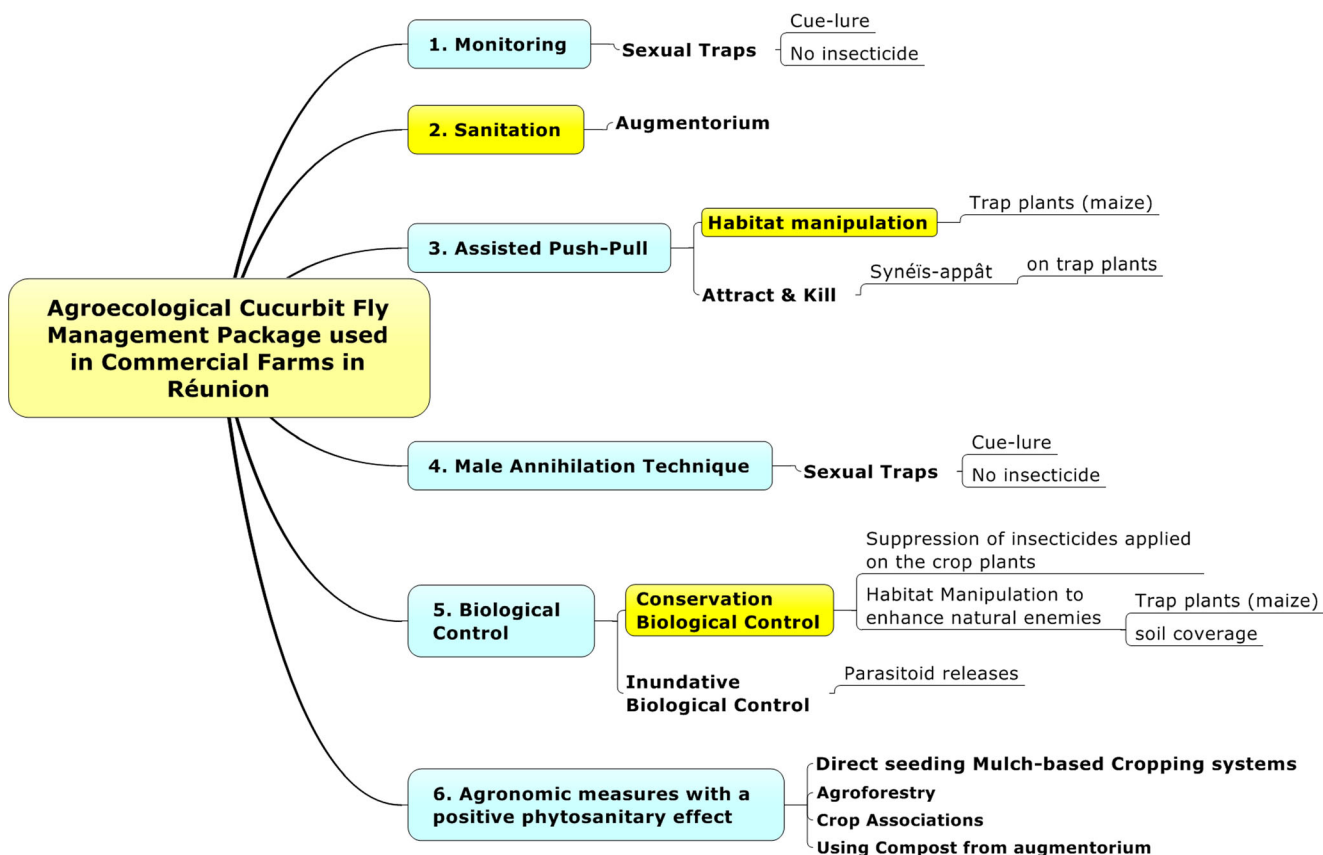 Agroecological Cucurbit Fly
Management Package used
in Commercial Farms in
Réunion
1. Monitoring
Sexual Traps
Cue-lure
No insecticide
2. Sanitation
Augmentorium
3. Assisted Push-Pull
Habitat manipulation
Trap plants (maize)
Attract & Kill
Synéïs-appât
on trap plants
4. Male Annihilation Technique
Sexual Traps
Cue-lure
No insecticide
5. Biological
Control
Conservation
Biological Control
Suppression of insecticides applied
on the crop plants
Habitat Manipulation to
enhance natural enemies
Trap plants (maize)
soil coverage
Inundative
Biological Control
Parasitoid releases
6. Agronomic measures with a
positive phytosanitary effect
Direct seeding Mulch-based Cropping systems
Agroforestry
Crop Associations
Using Compost from augmentorium